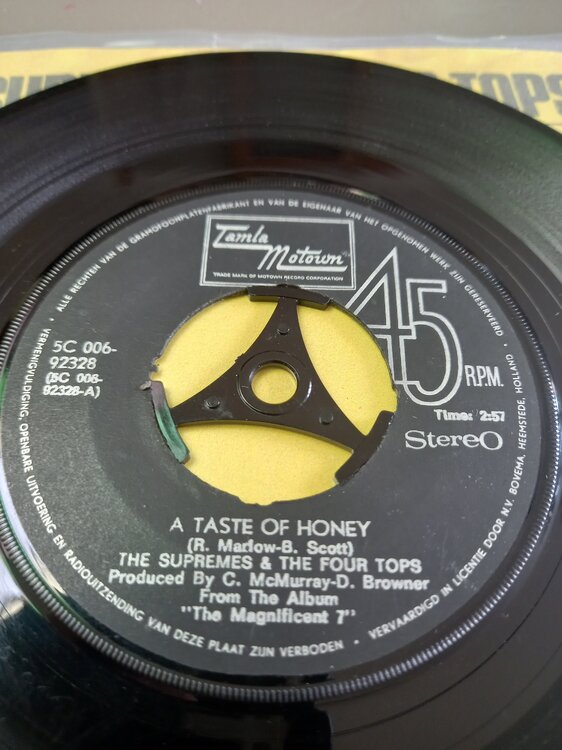 TOPS
ALLE RECHTEN VAN DE GRAMOFOONPLATENFABRIKANT EN VAN DE EIGENAAR VAN HET OPGENOMEN WERK ZIJN GERESERVEERD.
Tamla
Motown
TRADE MARK OF MOTOWN RECORD CORPORATION
45
R.P.M.
5C 006-
92328
(5C 006-
92328-A)
Time: 2:57
StereO
A TASTE OF HONEY
(R. Marlow-B. Scott)
THE SUPREMES & THE FOUR TOPS
Produced By C. McMurray-D. Browner
From The Album
"The Magnificent 7"
VERMENIGVULDIGING, OPENBARE UITVOERING EN RADIOUITZENDING VAN DEZE PLAAT ZIJN VERBODEN
VERVAARDIGD IN LICENTIE DOOR N.V. BOVEMA, HEEMSTEDE, HOLLAND